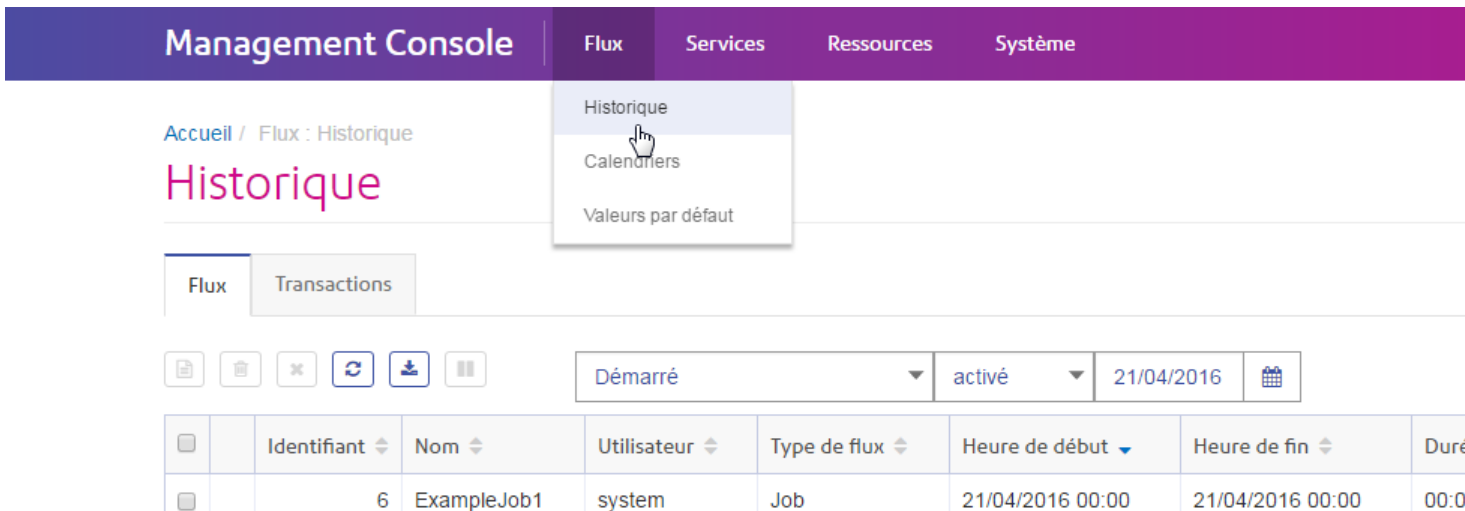 Management Console Flux Services Ressources Système
Historique
Calendriers
Valeurs par défaut
Accueil / Flux : Historique
Historique
Flux Transactions
Démarré activé 21/04/2016
Identifiant Nom Utilisateur Type de flux Heure de début Heure de fin Duré
6 ExampleJob1 system Job 21/04/2016 00:00 21/04/2016 00:00 00:0